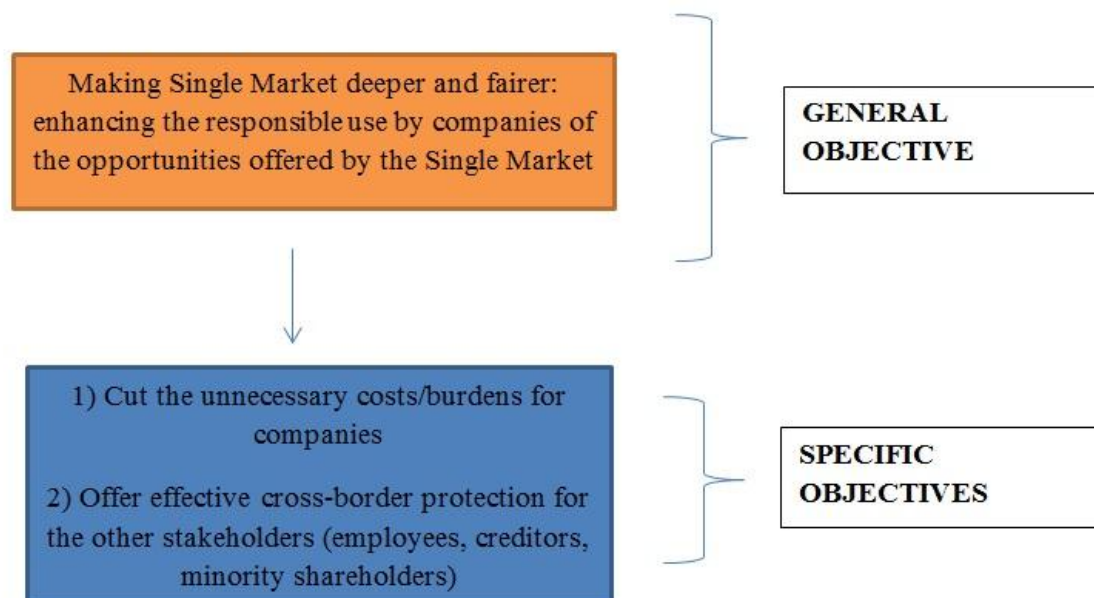 Making Single Market deeper and fairer:
enhancing the responsible use by companies of
the opportunities offered by the Single Market
GENERAL
OBJECTIVE
1) Cut the unnecessary costs/burdens for
companies
2) Offer effective cross-border protection for
the other stakeholders (employees, creditors,
minority shareholders)
SPECIFIC
OBJECTIVES